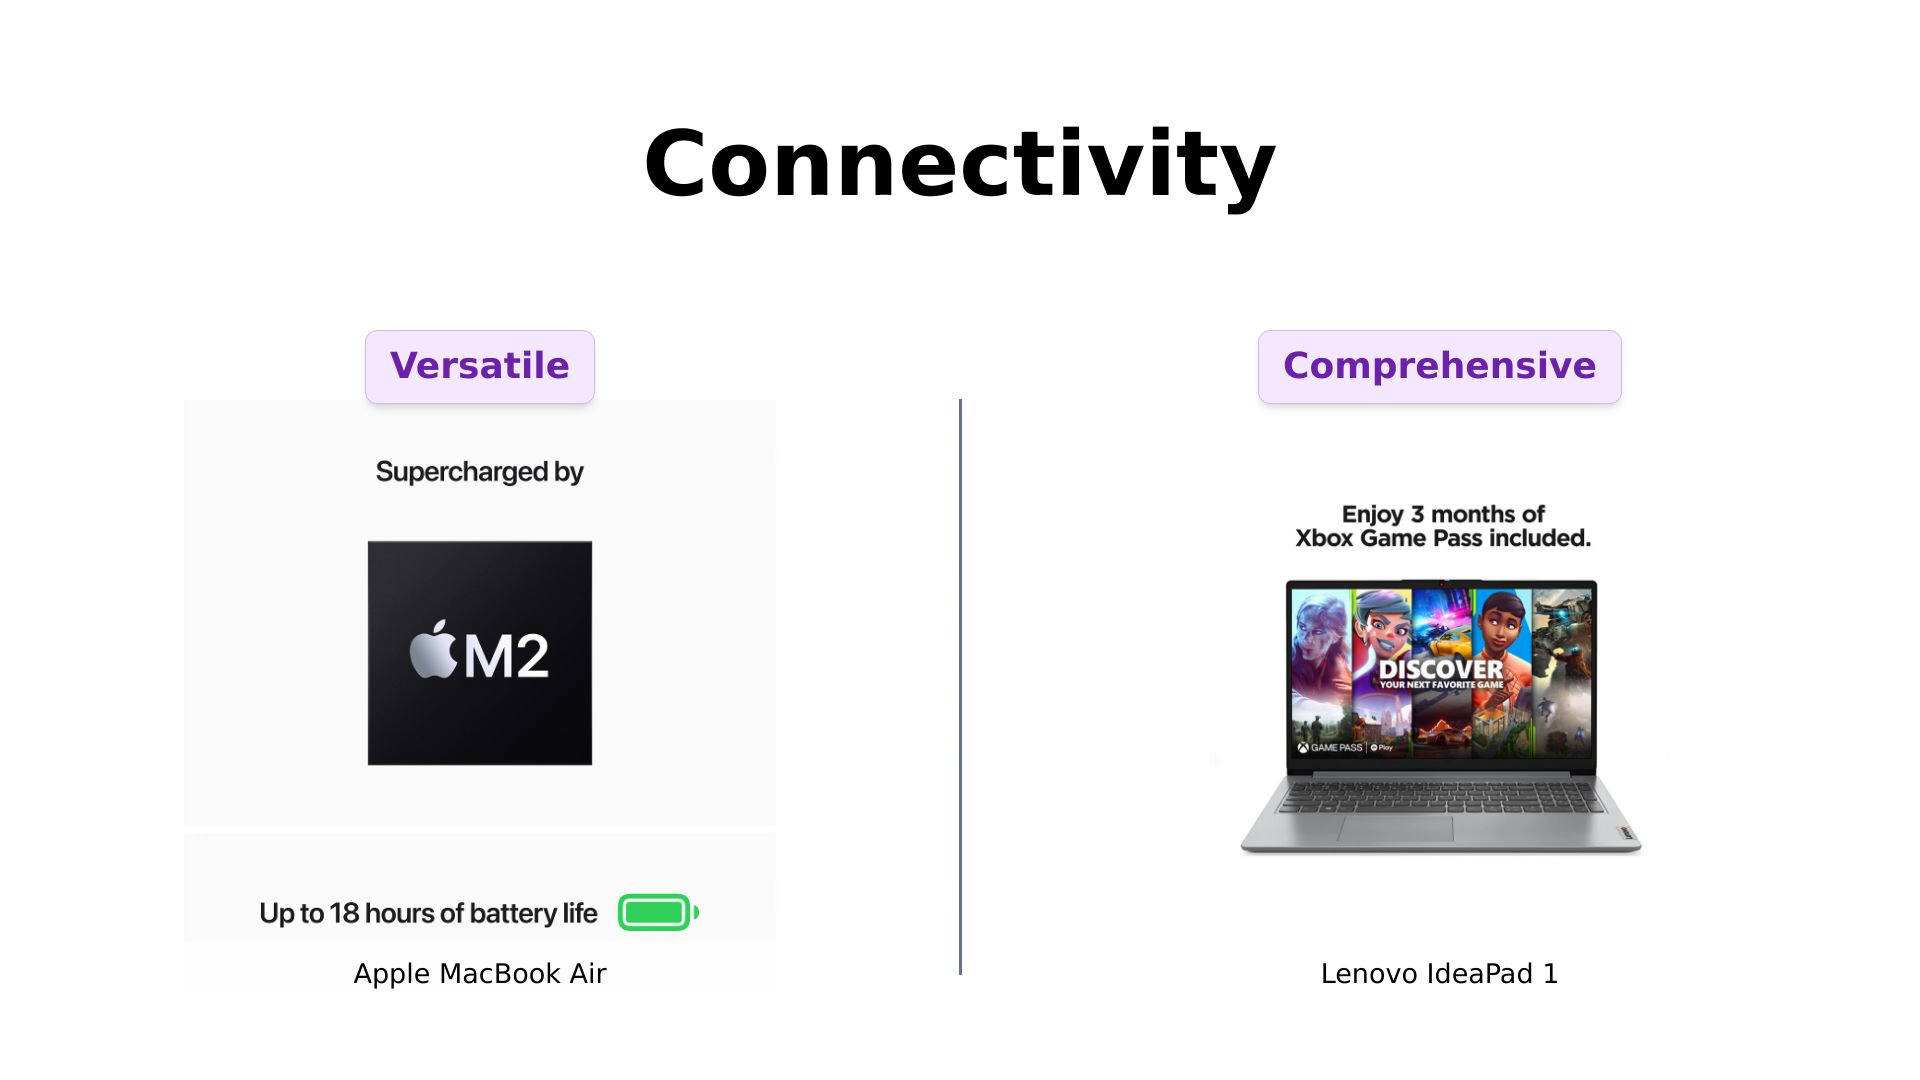 Connectivity
Versatile
Supercharged by
M2
Up to 18 hours of battery life
Apple MacBook Air
Comprehensive
Enjoy 3 months of
Xbox Game Pass included.
DISCOVER
YOUR NEXT FAVORITE GAME
GAME PASS | Play
Lenovo IdeaPad 1